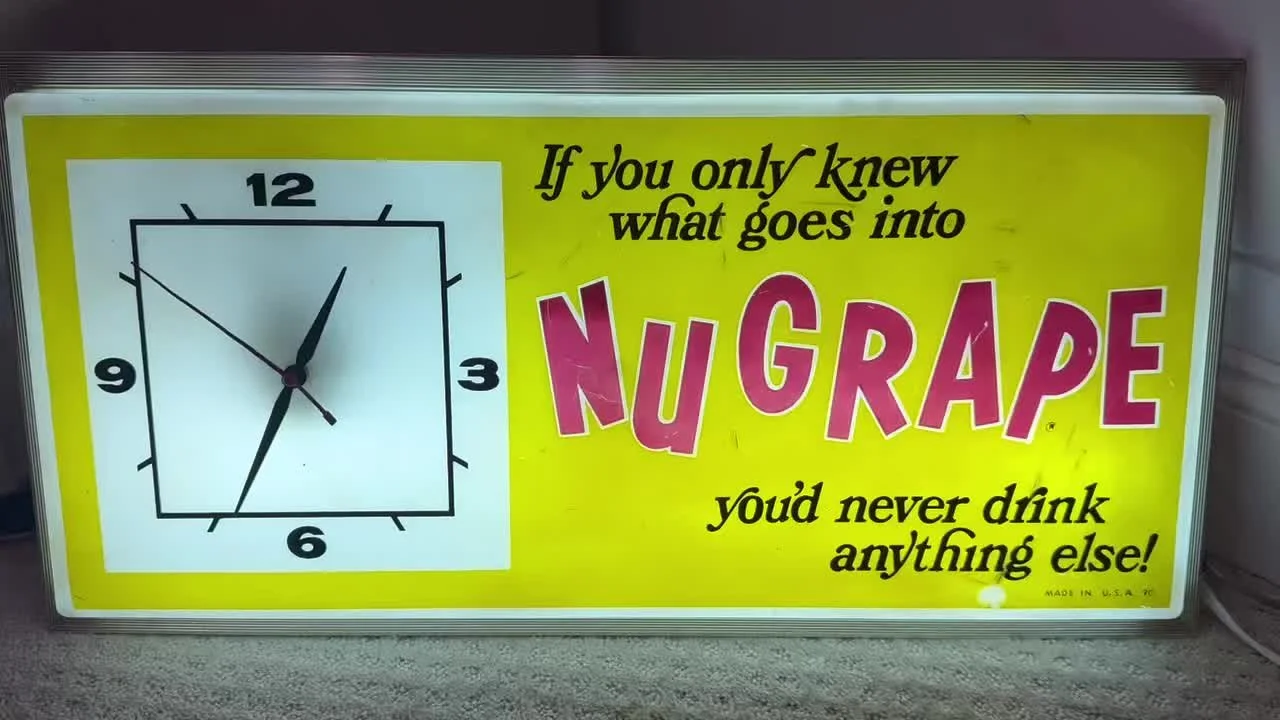 12
9
3
6
If you only knew
what goes into
NUGRAPE
you'd never drink
anything else!
MADE IN U.S.A. 70